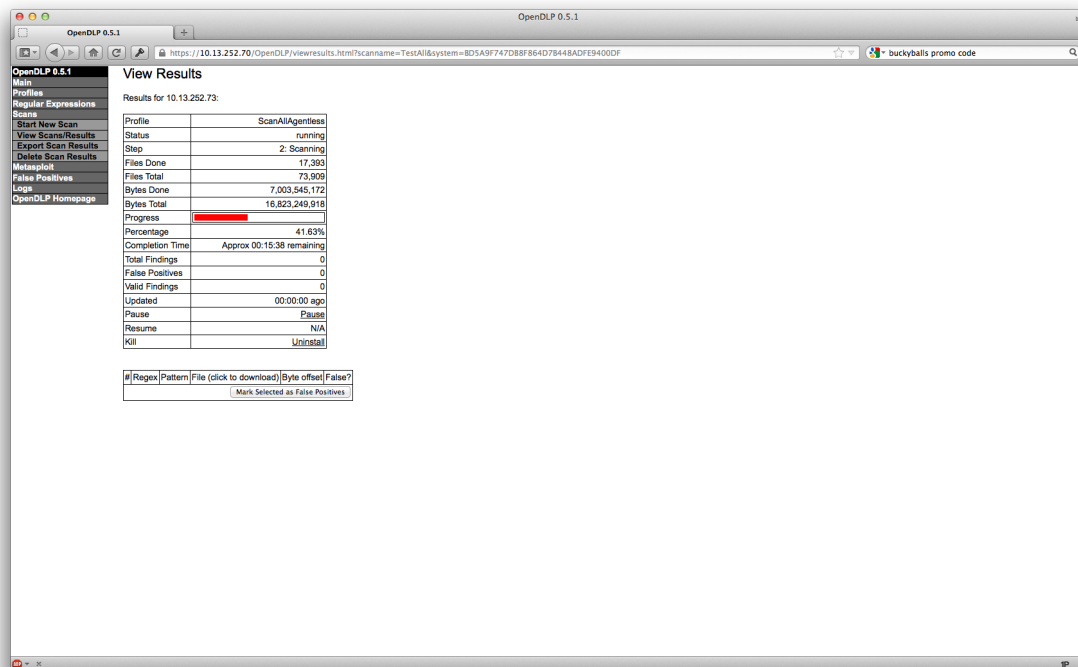 OpenDLP 0.5.1
OpenDLP 0.5.1
https://10.13.252.70/OpenDLP/viewresults.html?scanname=TestAll&system=8D5A9F747DB8F864D7B448ADFE9400DF
buckyballs promo code
OpenDLP 0.5.1
Main
Profiles
Regular Expressions
Scans
Start New Scan
View Scans/Results
Export Scan Results
Delete Scan Results
Metasploit
False Positives
Logs
OpenDLP Homepage
View Results
Results for 10.13.252.73:
Profile ScanAllAgentless
Status running
Step 2: Scanning
Files Done 17,393
Files Total 73,909
Bytes Done 7,003,545,172
Bytes Total 16,823,249,918
Progress
Percentage 41.63%
Completion Time Approx 00:15:38 remaining
Total Findings 0
False Positives 0
Valid Findings 0
Updated 00:00:00 ago
Pause Pause
Resume N/A
Kill Uninstall
# Regex Pattern File (click to download) Byte offset False?
Mark Selected as False Positives